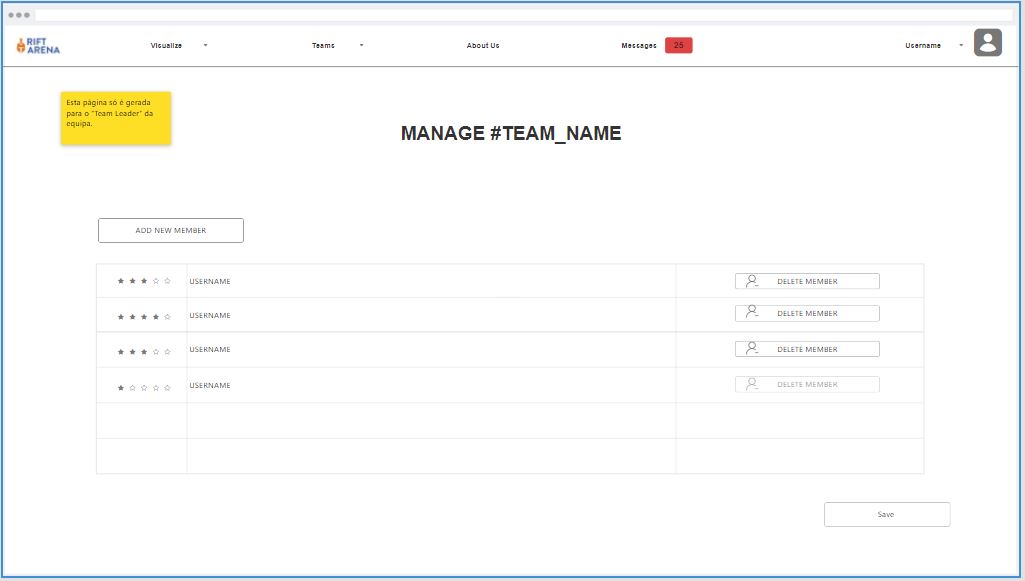 RIFT
ARENA
Visualize
Teams
About Us
Messages
25
Username
Esta página só é gerada
para o "Team Leader" da
equipa.
MANAGE #TEAM_NAME
ADD NEW MEMBER
USERNAME
DELETE MEMBER
USERNAME
DELETE MEMBER
USERNAME
DELETE MEMBER
USERNAME
DELETE MEMBER
Save